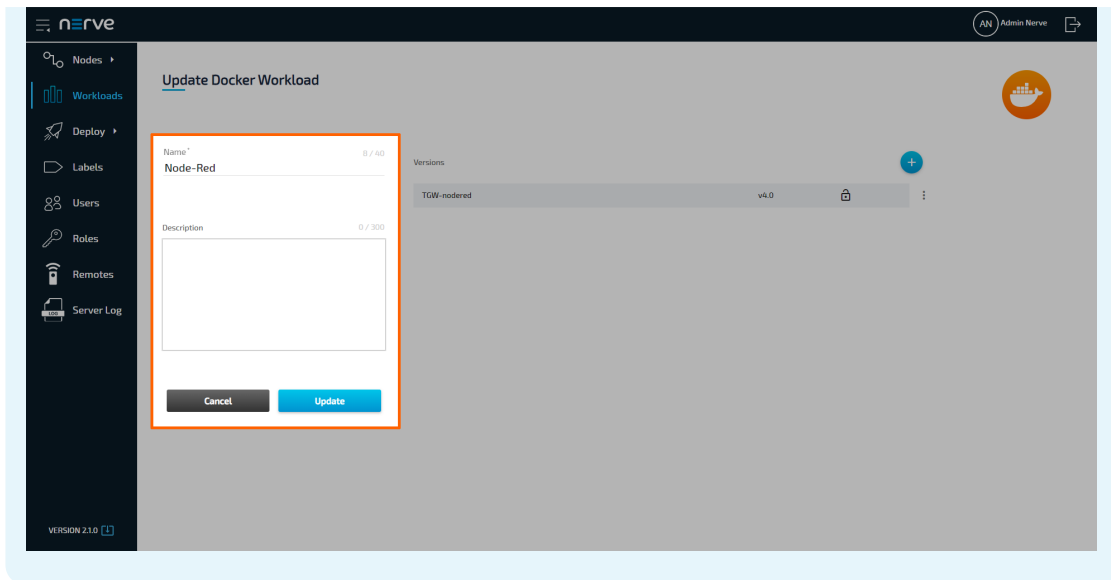 nerve
AN Admin Nerve
Nodes
Workloads
Deploy
Labels
Users
Roles
Remotes
LOG Server Log
VERSION 2.1.0
Update Docker Workload
Name* 8 / 40
Node-Red
Description 0 / 300
Cancel Update
Versions +
TGW-nodered v4.0